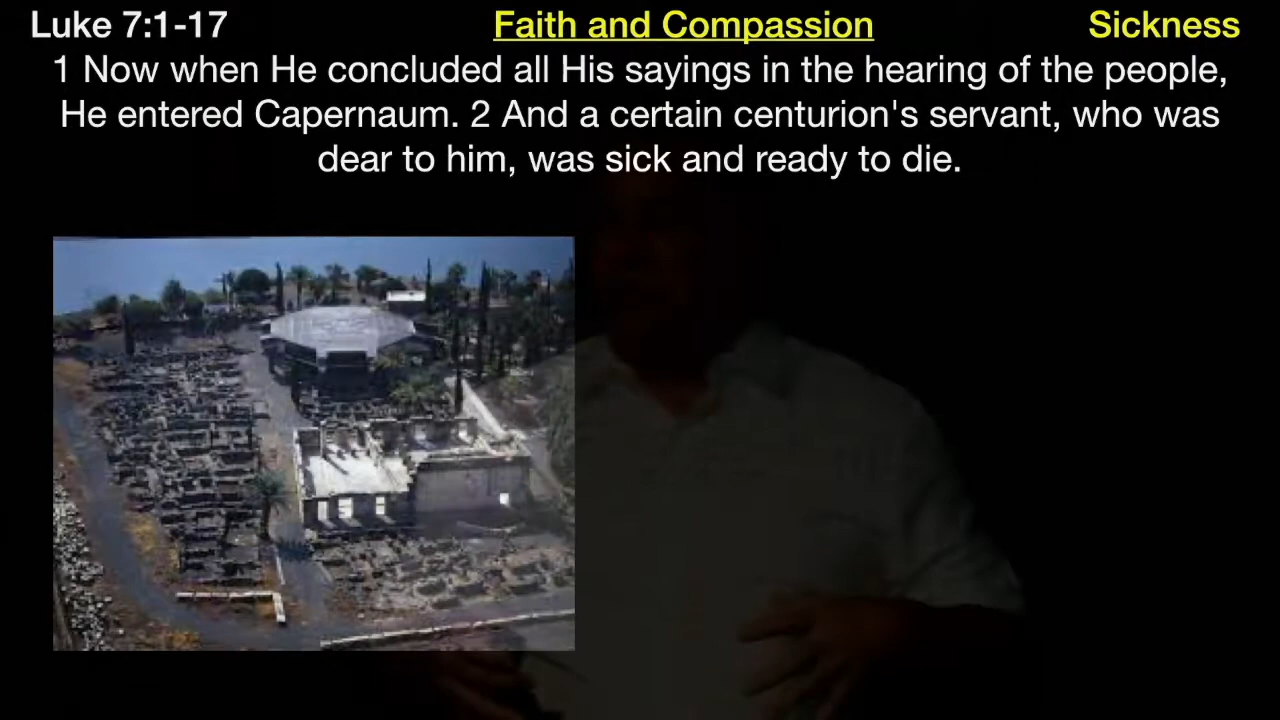 Luke 7:1-17 Faith and Compassion Sickness
1 Now when He concluded all His sayings in the hearing of the people,
He entered Capernaum. 2 And a certain centurion's servant, who was
dear to him, was sick and ready to die.